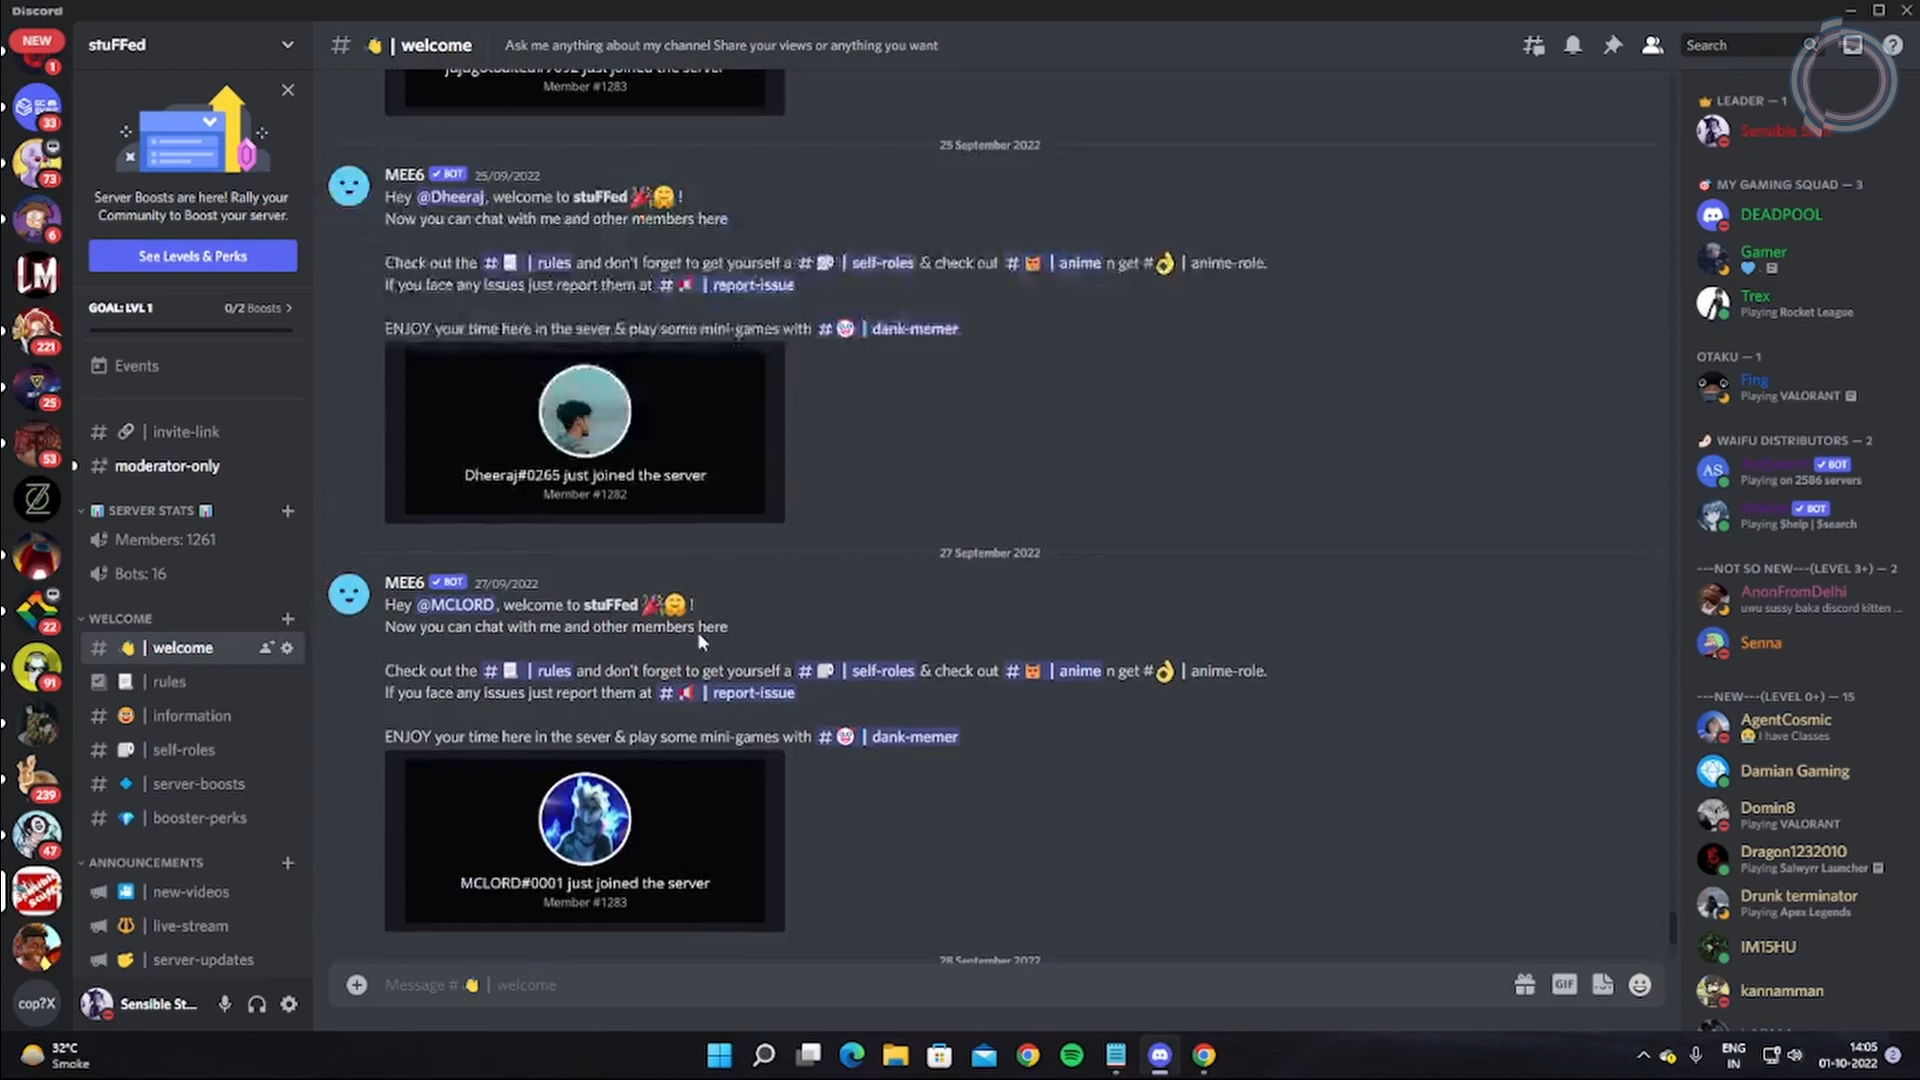 Discord
NEW
1
33
73
6
LM
221
25
53
22
91
239
47
cop?X
stuFFed
Server Boosts are here! Rally your
Community to Boost your server.
See Levels & Perks
GOAL: LVL 1
0/2 Boosts
Events
# | invite-link
moderator-only
SERVER STATS
Members: 1261
Bots: 16
WELCOME
# | welcome
| rules
# | information
# | self-roles
# | server-boosts
# | booster-perks
ANNOUNCEMENTS
| new-videos
| live-stream
| server-updates
Sensible St...
# 👋 | welcome
Ask me anything about my channel Share your views or anything you want
Search
just joined the server
Member #1283
25 September 2022
MEE6 ✓ BOT 25/09/2022
Hey @Dheeraj, welcome to stuFFed 🎉🤗 !
Now you can chat with me and other members here
Check out the # 📃 | rules and don't forget to get yourself a # | self-roles & check out # | anime n get #👌 | anime-role.
If you face any issues just report them at # | report-issue
ENJOY your time here in the sever & play some mini-games with # | dank-memer
Dheeraj#0265 just joined the server
Member #1282
27 September 2022
MEE6 ✓ BOT 27/09/2022
Hey @MCLORD, welcome to stuFFed 🎉🤗 !
Now you can chat with me and other members here
Check out the # 📃 | rules and don't forget to get yourself a # | self-roles & check out # | anime n get #👌 | anime-role.
If you face any issues just report them at # | report-issue
ENJOY your time here in the sever & play some mini-games with # | dank-memer
MCLORD#0001 just joined the server
Member #1283
28 September 2022
Message # 👋 | welcome
GIF
LEADER — 1
Sensible
MY GAMING SQUAD — 3
DEADPOOL
Gamer
Trex
Playing Rocket League
OTAKU — 1
Fing
Playing VALORANT
WAIFU DISTRIBUTORS — 2
AS
✓ BOT
Playing on 2586 servers
✓ BOT
Playing $help | $search
---NOT SO NEW---(LEVEL 3+) — 2
AnonFromDelhi
uwu sussy baka discord kitten ...
Senna
---NEW---(LEVEL 0+) — 15
AgentCosmic
I have Classes
Damian Gaming
Domin8
Playing VALORANT
Dragon1232010
Playing Salwyrr Launcher
Drunk terminator
Playing Apex Legends
IM15HU
kannamman
32°C
Smoke
ENG
IN
14:05
01-10-2022
2